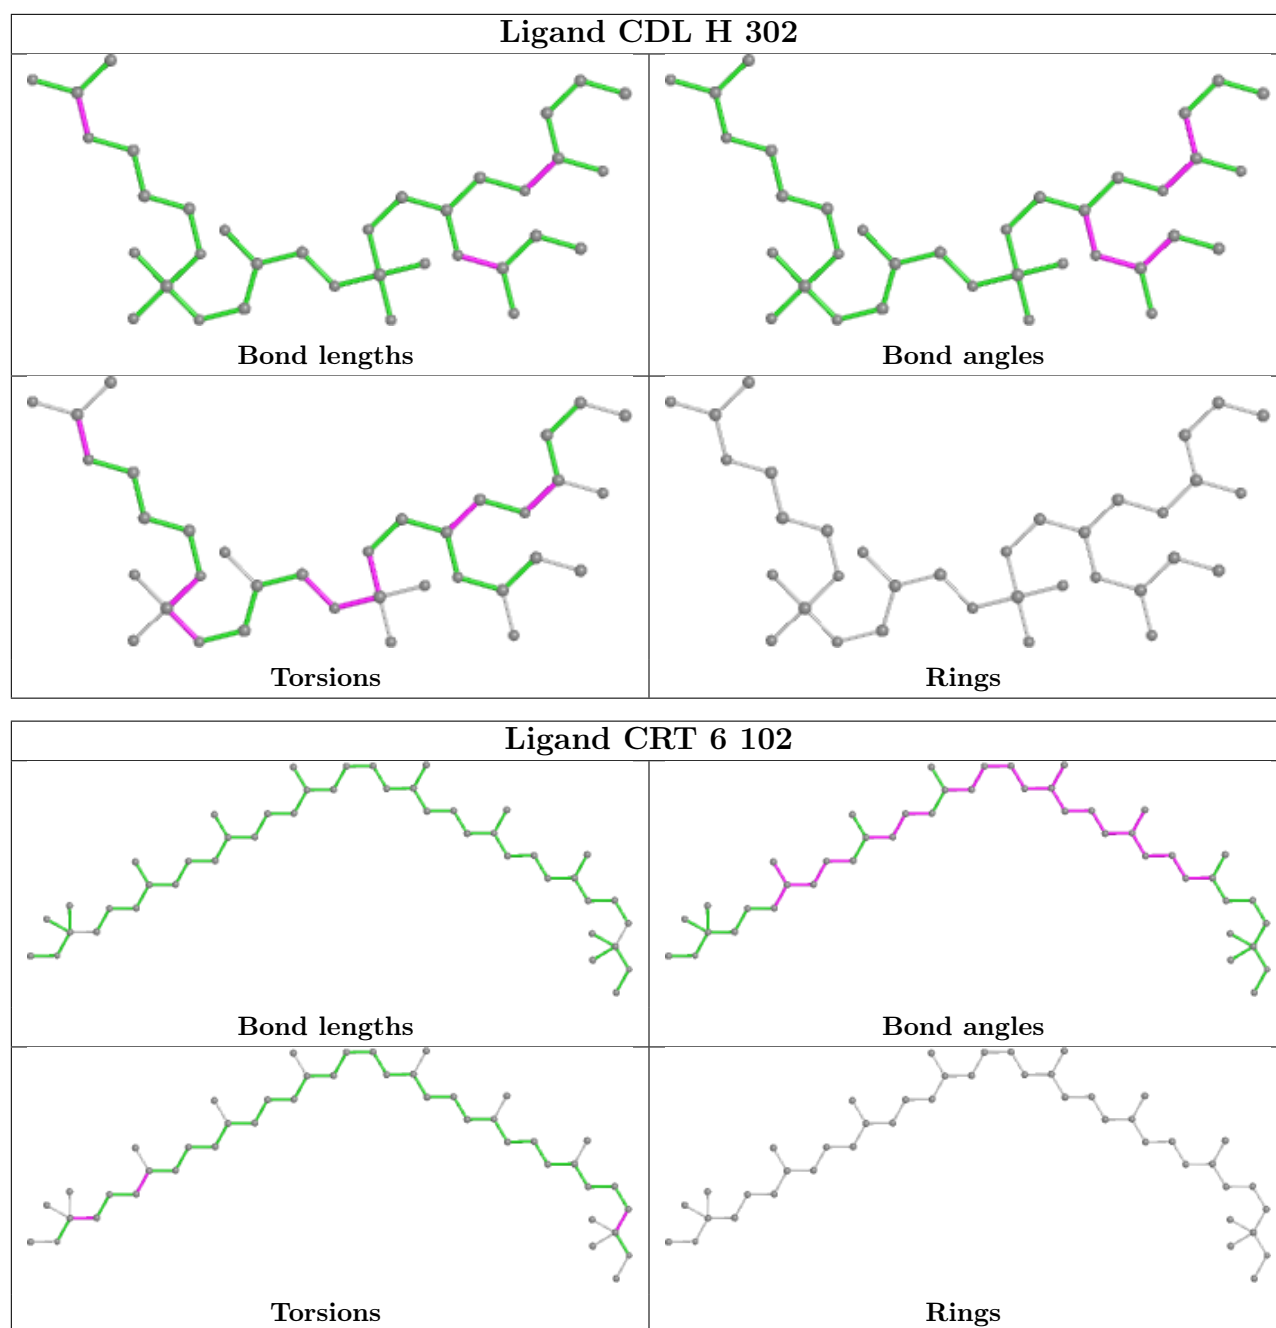 Ligand CDL H 302
Bond lengths
Bond angles
Torsions
Rings
Ligand CRT 6 102
Bond lengths
Bond angles
Torsions
Rings